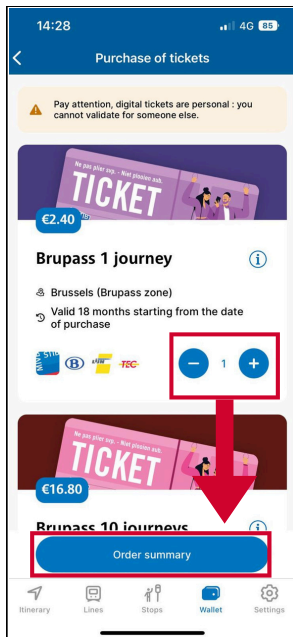 14:28
4G 85
Purchase of tickets
Pay attention, digital tickets are personal : you
cannot validate for someone else.
Ne pas plier svp. - Niet plooien aub.
TICKET
€2.40
Brupass 1 journey
Brussels (Brupass zone)
Valid 18 months starting from the date
of purchase
MIVB STIB
B
TEC
1
Ne pas plier svp. - Niet plooien aub.
TICKET
€16.80
Brupass 10 journeys
Order summary
Itinerary Lines Stops Wallet Settings